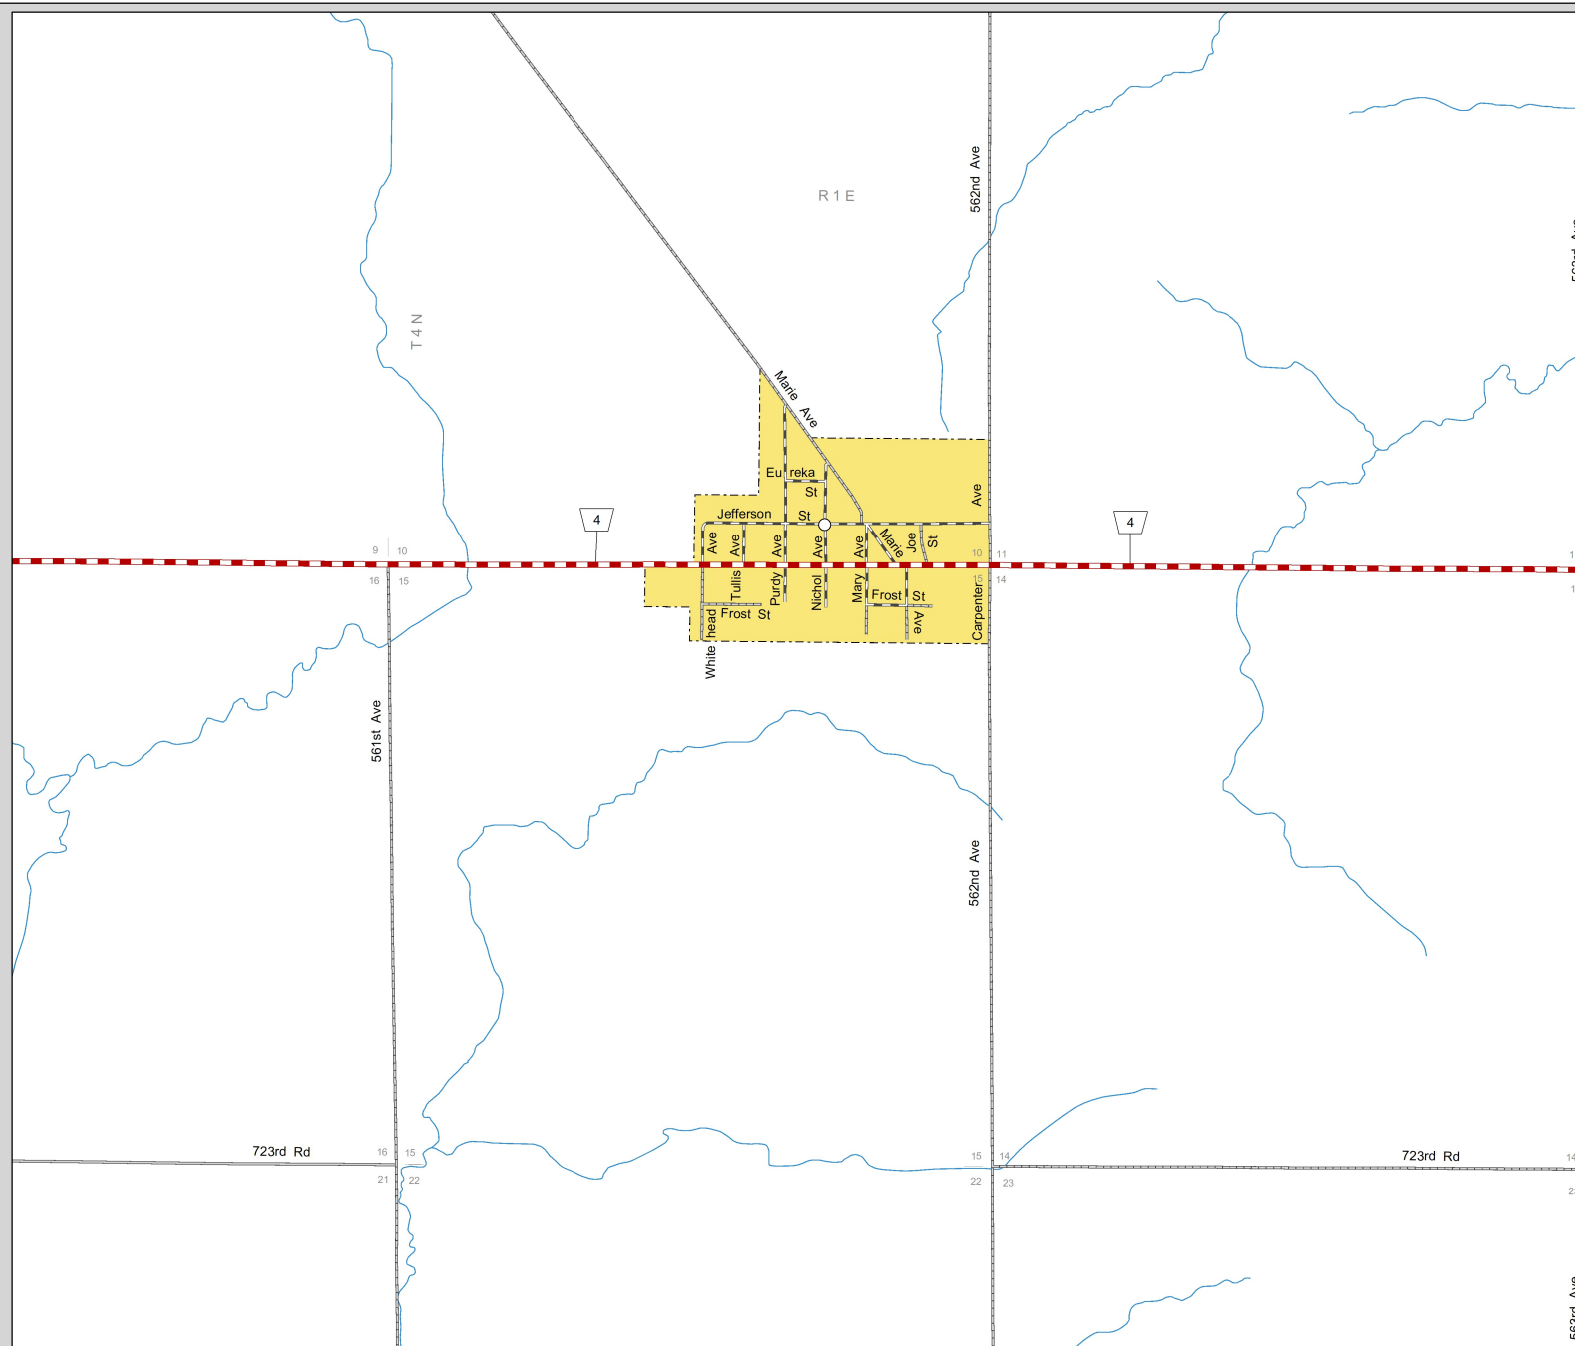 562nd Ave
R 1 E
T 4 N
Marie Ave
Eu reka
St
Ave
Jefferson St
4
4
Ave
Ave
Ave
Ave
Ave
Marie
Joe
St
9 10
16 15
10 11
15 14
Tullis
Purdy
Nichol
Mary
Frost St
Frost St
Ave
Carpenter
White head
561st Ave
562nd Ave
723rd Rd
16 15
21 22
15 14
22 23
723rd Rd
14
563rd Ave